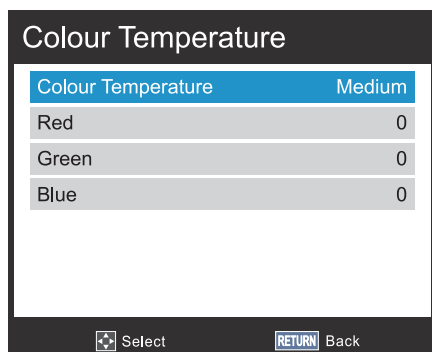 Colour Temperature
Colour Temperature Medium
Red 0
Green 0
Blue 0
Select RETURN Back